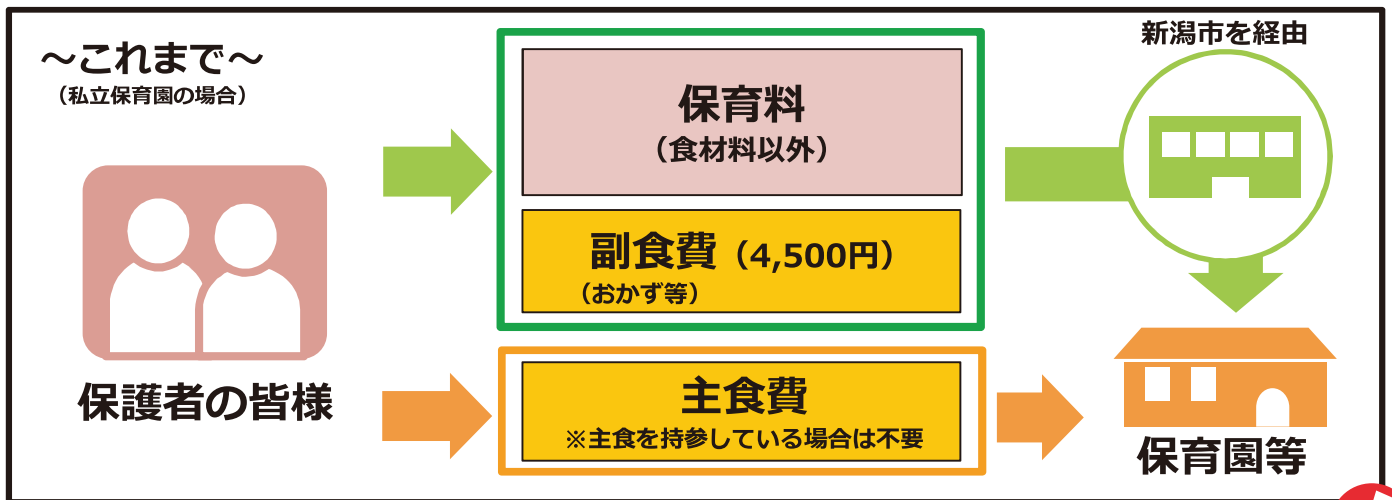 ～これまで～
（私立保育園の場合）
保育料
（食材料以外）
副食費（4,500円）
（おかず等）
新潟市を経由
保護者の皆様
主食費
※主食を持参している場合は不要
保育園等